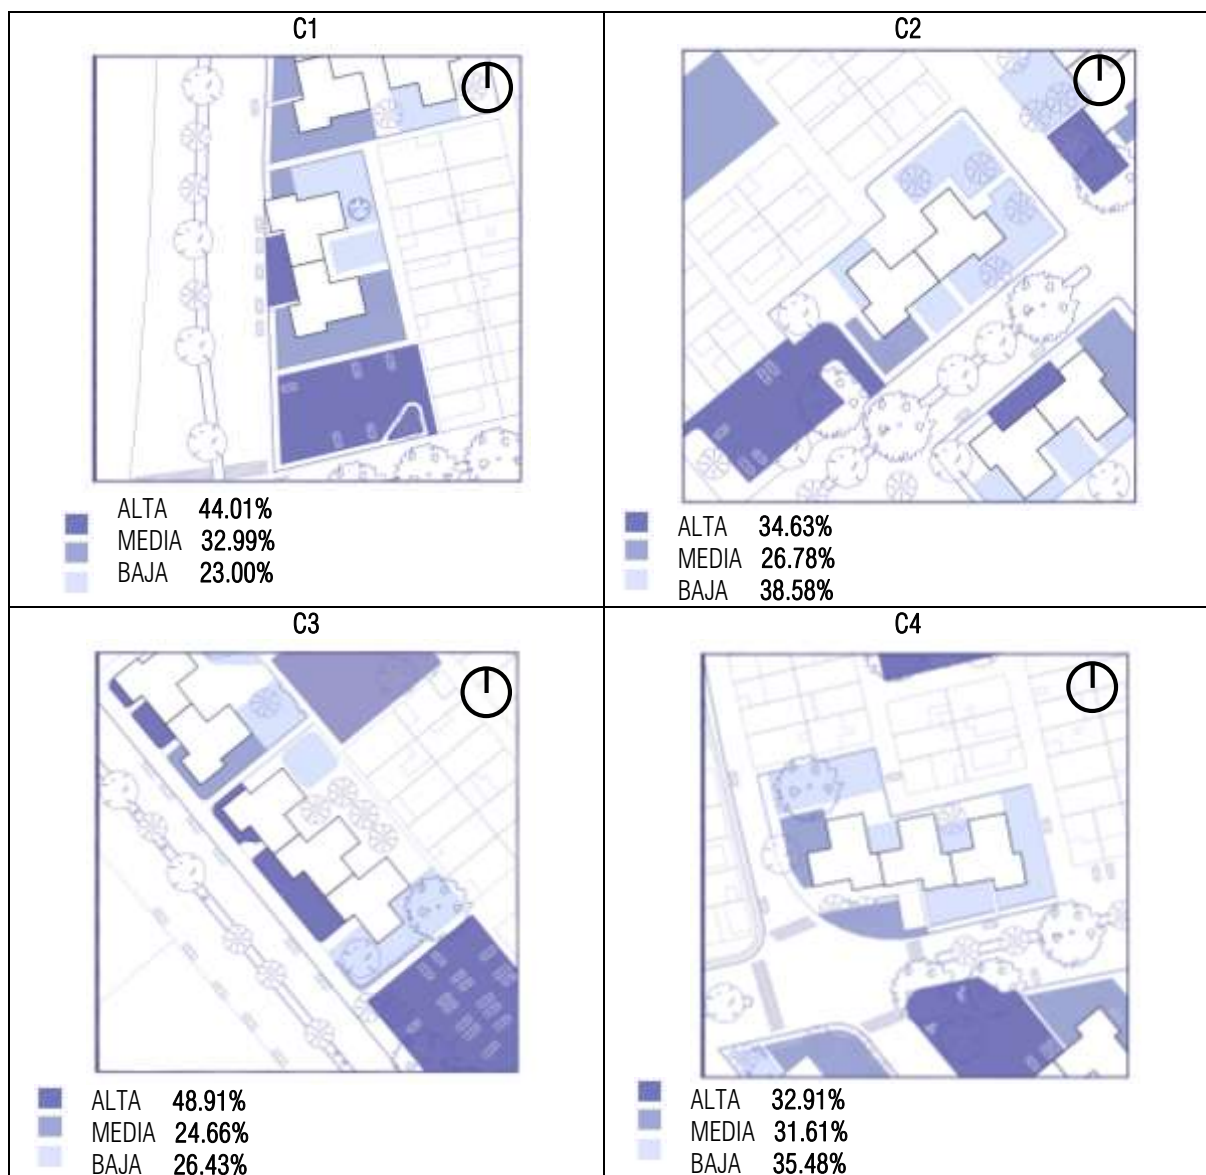 C1
ALTA 44.01%
MEDIA 32.99%
BAJA 23.00%
C2
ALTA 34.63%
MEDIA 26.78%
BAJA 38.58%
C3
ALTA 48.91%
MEDIA 24.66%
BAJA 26.43%
C4
ALTA 32.91%
MEDIA 31.61%
BAJA 35.48%